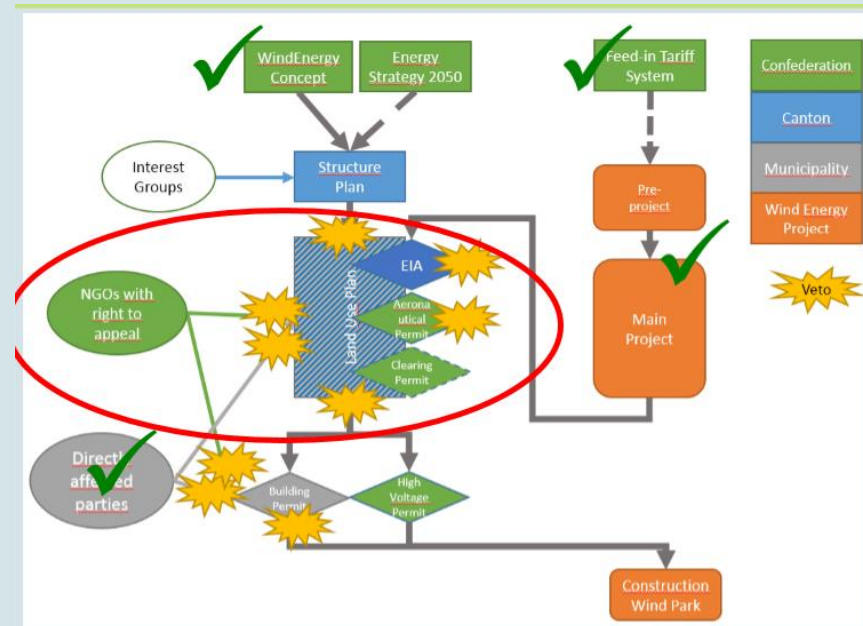 WindEnergy
Concept
Energy
Strategy 2050
Feed-in Tariff
System
Confederation
Canton
Municipality
Wind Energy
Project
Veto
Interest
Groups
Structure
Plan
Pre-
project
Main
Project
NGOs with
right to
appeal
Land Use Plan
EIA
Aerona
utical
Permit
Clearing
Permit
Directly
affected
parties
Building
Permit
High
Voltage
Permit
Construction
Wind Park